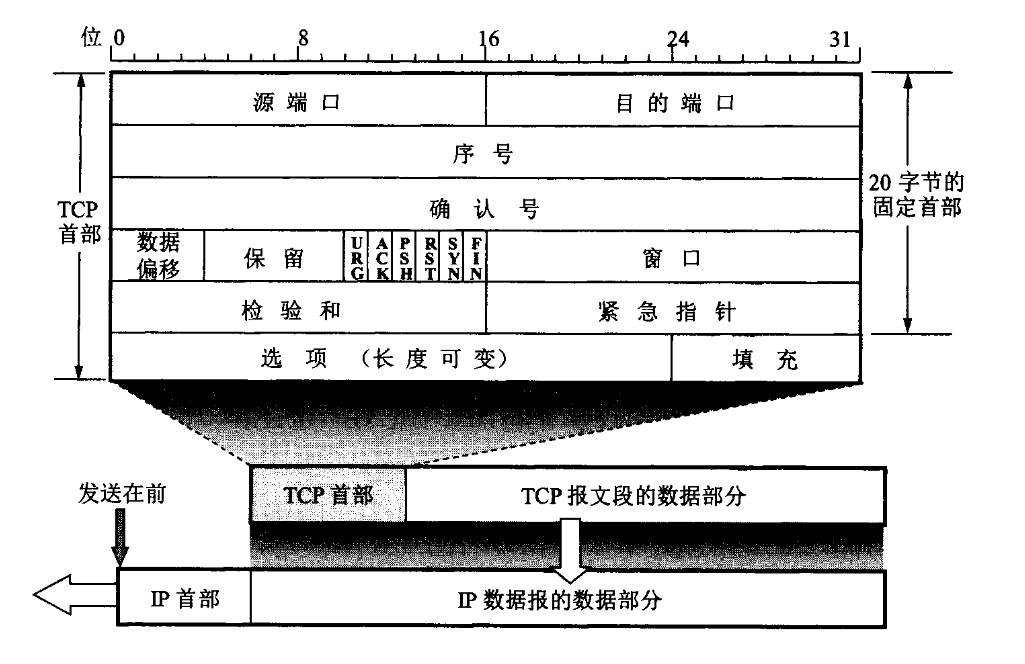 位 0 8 16 24 31
源端口 目的端口
序号
确认号
20 字节的
固定首部
TCP
首部
数据
偏移
保留
URG
ACK
PSH
RST
SYN
FIN
窗口
检验和 紧急指针
选项 (长度可变) 填充
发送在前
TCP 首部 TCP 报文段的数据部分
IP 首部 IP 数据报的数据部分